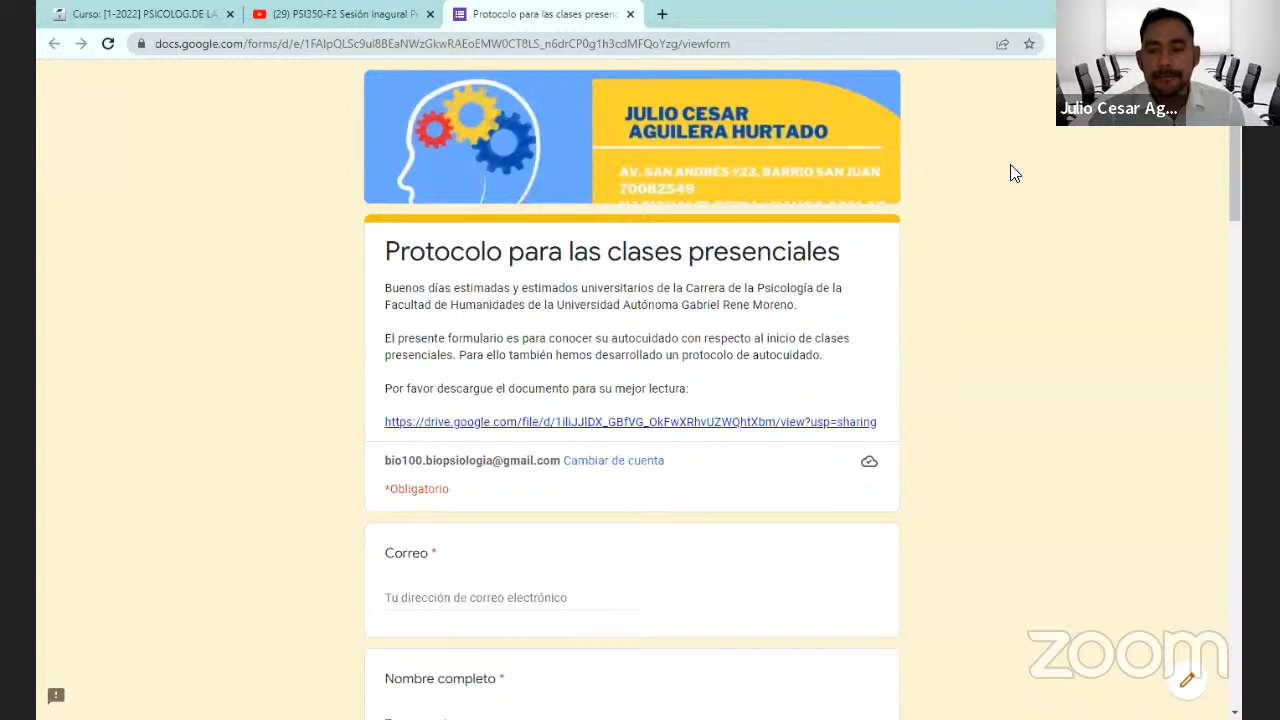 Curso: [1-2022] PSICOLOG.DE LA
(29) PSI350-F2 Sesión Inagural P
Protocolo para las clases presen
docs.google.com/forms/d/e/1FAIpQLSc9ul8BEaNWzGkwRAEoEMW0CT8LS_n6drCP0g1h3cdMFQoYzg/viewform
Julio Cesar Ag...
JULIO CESAR
AGUILERA HURTADO
AV. SAN ANDRÉS #23, BARRIO SAN JUAN
70082549
Protocolo para las clases presenciales
Buenos días estimadas y estimados universitarios de la Carrera de la Psicología de la
Facultad de Humanidades de la Universidad Autónoma Gabriel Rene Moreno.
El presente formulario es para conocer su autocuidado con respecto al inicio de clases
presenciales. Para ello también hemos desarrollado un protocolo de autocuidado.
Por favor descargue el documento para su mejor lectura:
https://drive.google.com/file/d/1iliJJlDX_GBfVG_OkFwXRhvUZWQhtXbm/view?usp=sharing
bio100.biopsiologia@gmail.com Cambiar de cuenta
*Obligatorio
Correo *
Tu dirección de correo electrónico
Nombre completo *
zoom